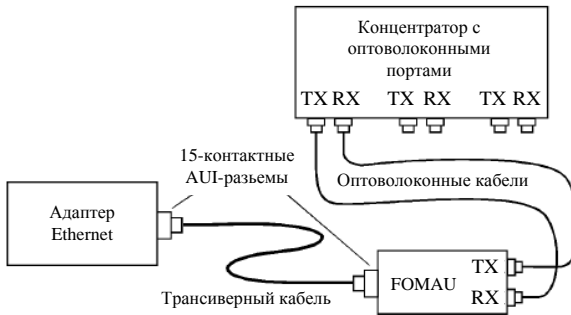 Концентратор с
оптоволоконными
портами
TX RX TX RX TX RX
15-контактные
AUI-разъемы
Оптоволоконные кабели
Адаптер
Ethernet
TX
FOMAU
RX
Трансиверный кабель